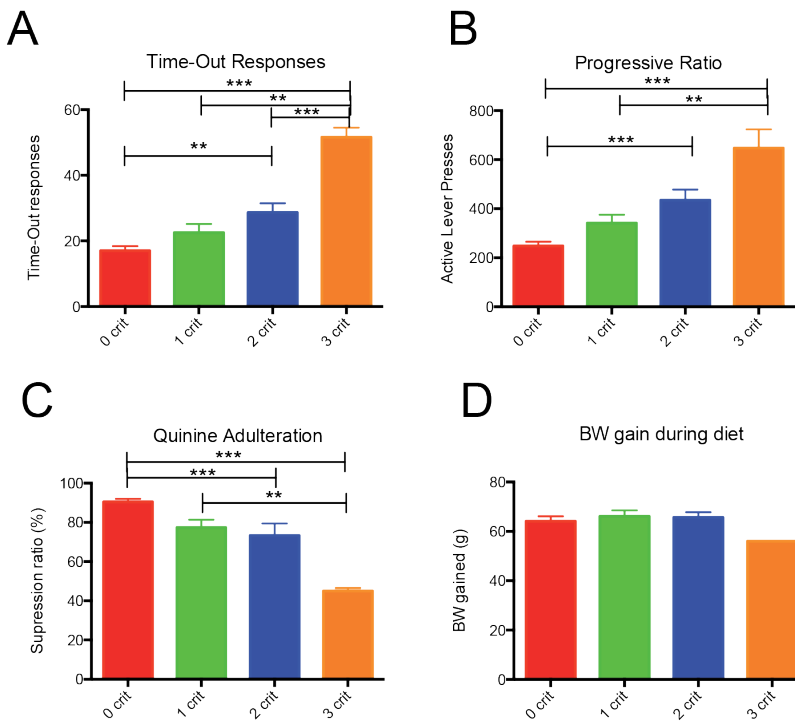 A
Time-Out Responses
***
**
***
**
60
40
20
0
Time-Out responses
0 crit
1 crit
2 crit
3 crit
B
Progressive Ratio
***
**
***
800
600
400
200
0
Active Lever Presses
0 crit
1 crit
2 crit
3 crit
C
Quinine Adulteration
***
***
**
100
80
60
40
20
0
Supression ratio (%)
0 crit
1 crit
2 crit
3 crit
D
BW gain during diet
80
60
40
20
0
BW gained (g)
0 crit
1 crit
2 crit
3 crit